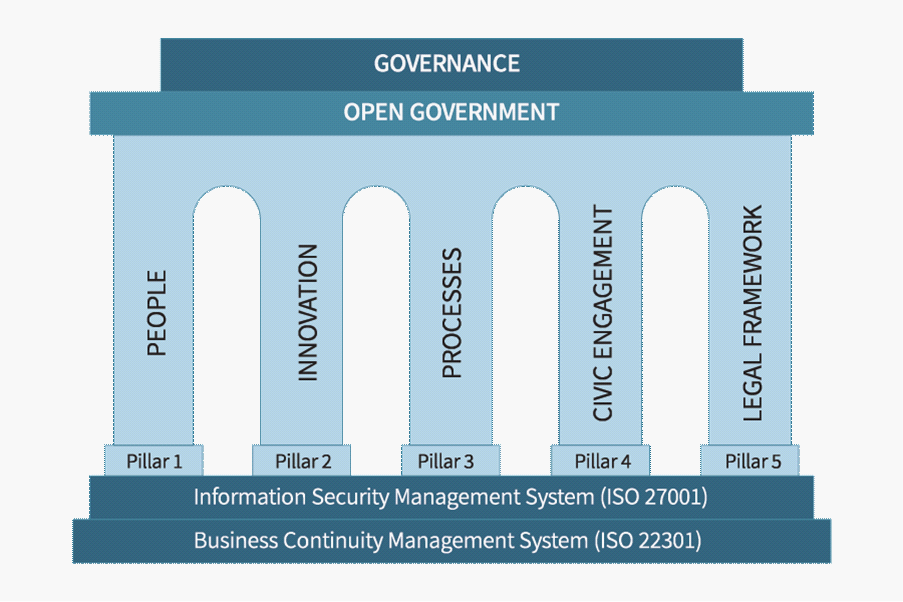 GOVERNANCE
OPEN GOVERNMENT
PEOPLE
INNOVATION
PROCESSES
CIVIC ENGAGEMENT
LEGAL FRAMEWORK
Pillar 1
Pillar 2
Pillar 3
Pillar 4
Pillar 5
Information Security Management System (ISO 27001)
Business Continuity Management System (ISO 22301)